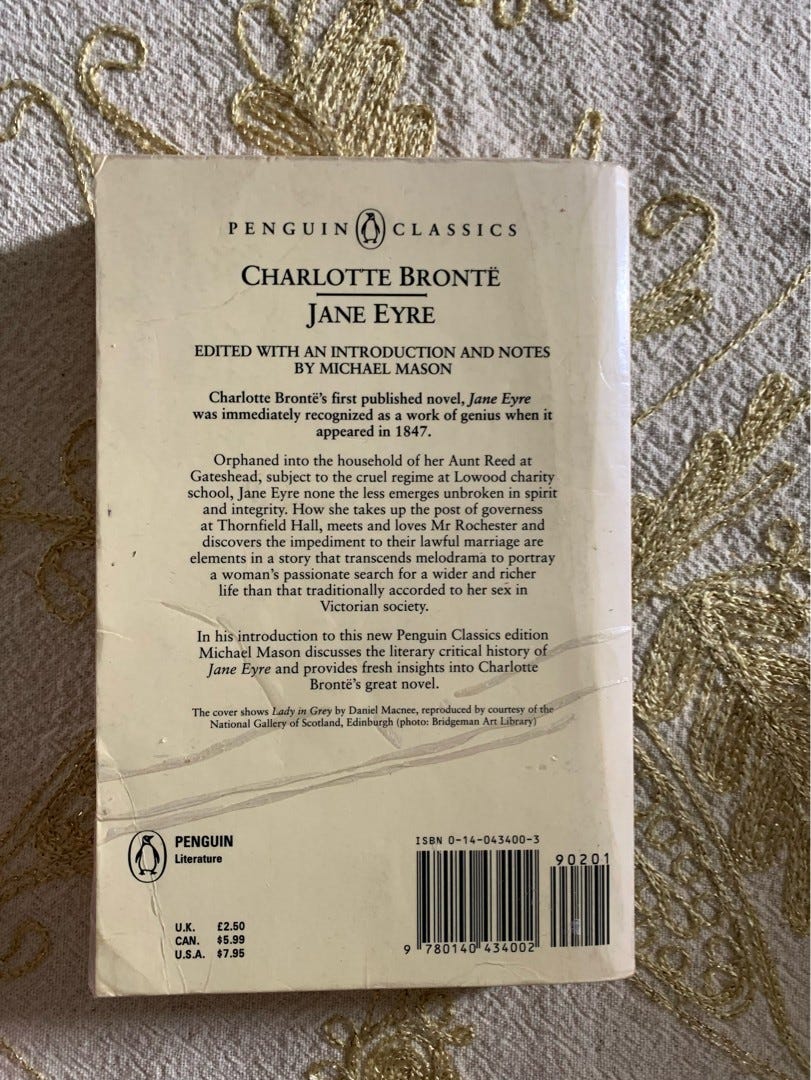 PENGUIN CLASSICS
CHARLOTTE BRONTË
JANE EYRE
EDITED WITH AN INTRODUCTION AND NOTES
BY MICHAEL MASON
Charlotte Brontë's first published novel, Jane Eyre
was immediately recognized as a work of genius when it
appeared in 1847.
Orphaned into the household of her Aunt Reed at
Gateshead, subject to the cruel regime at Lowood charity
school, Jane Eyre none the less emerges unbroken in spirit
and integrity. How she takes up the post of governess
at Thornfield Hall, meets and loves Mr Rochester and
discovers the impediment to their lawful marriage are
elements in a story that transcends melodrama to portray
a woman's passionate search for a wider and richer
life than that traditionally accorded to her sex in
Victorian society.
In his introduction to this new Penguin Classics edition
Michael Mason discusses the literary critical history of
Jane Eyre and provides fresh insights into Charlotte
Brontë's great novel.
The cover shows Lady in Grey by Daniel Macnee, reproduced by courtesy of the
National Gallery of Scotland, Edinburgh (photo: Bridgeman Art Library)
PENGUIN
Literature
U.K. £2.50
CAN. $5.99
U.S.A. $7.95
ISBN 0-14-043400-3
90201
9 780140 434002